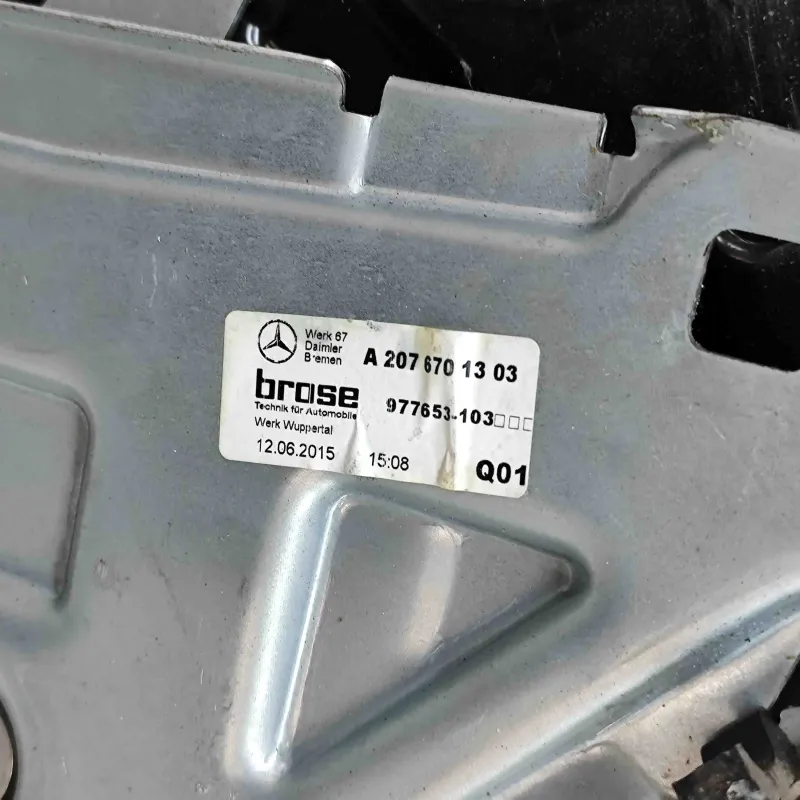 Werk 67
Daimler
Bremen
A 207 670 13 03
brose
Technik für Automobile
977653-103□□□
Werk Wuppertal
12.06.2015 15:08 Q01